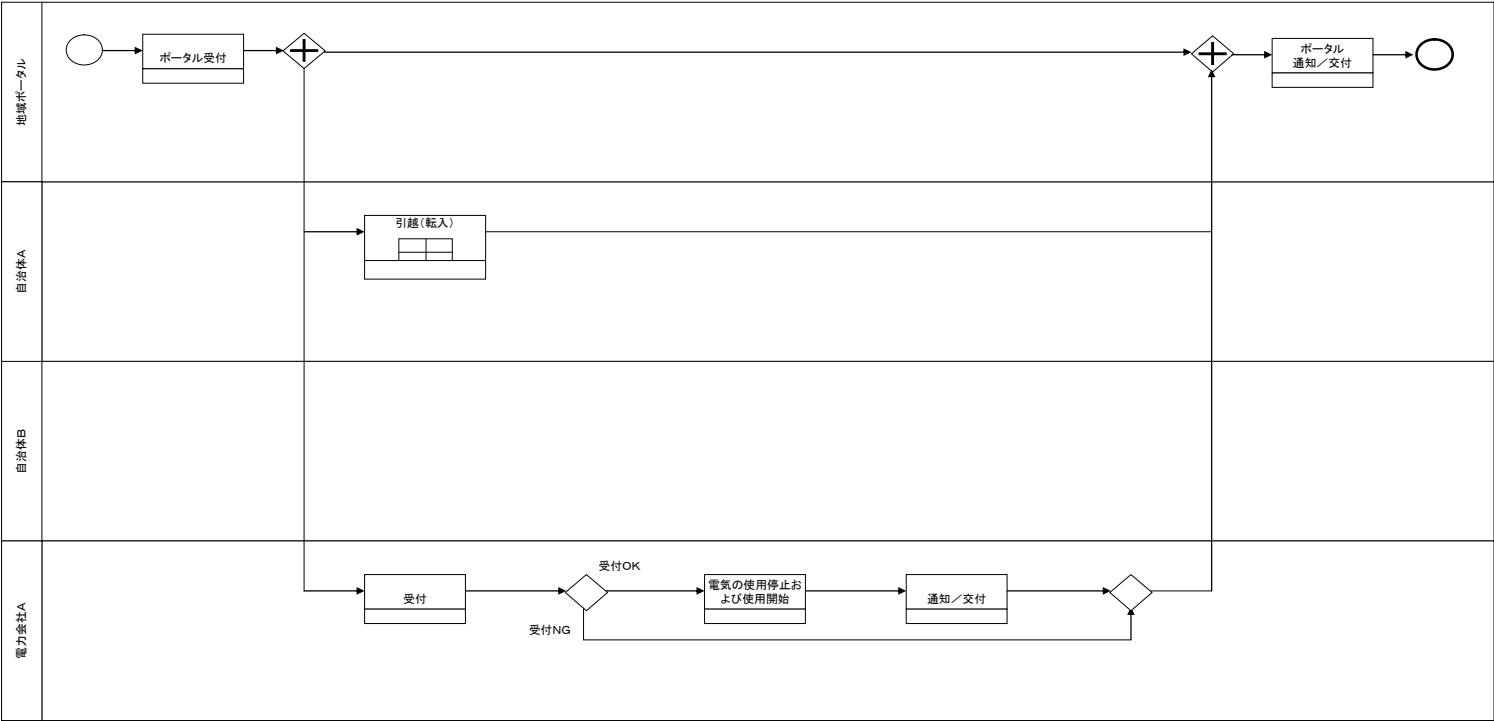 地域ポータル
ポータル受付
ポータル
通知／交付
自治体A
引越(転入)
自治体B
電力会社A
受付
受付OK
受付NG
電気の使用停止お
よび使用開始
通知／交付